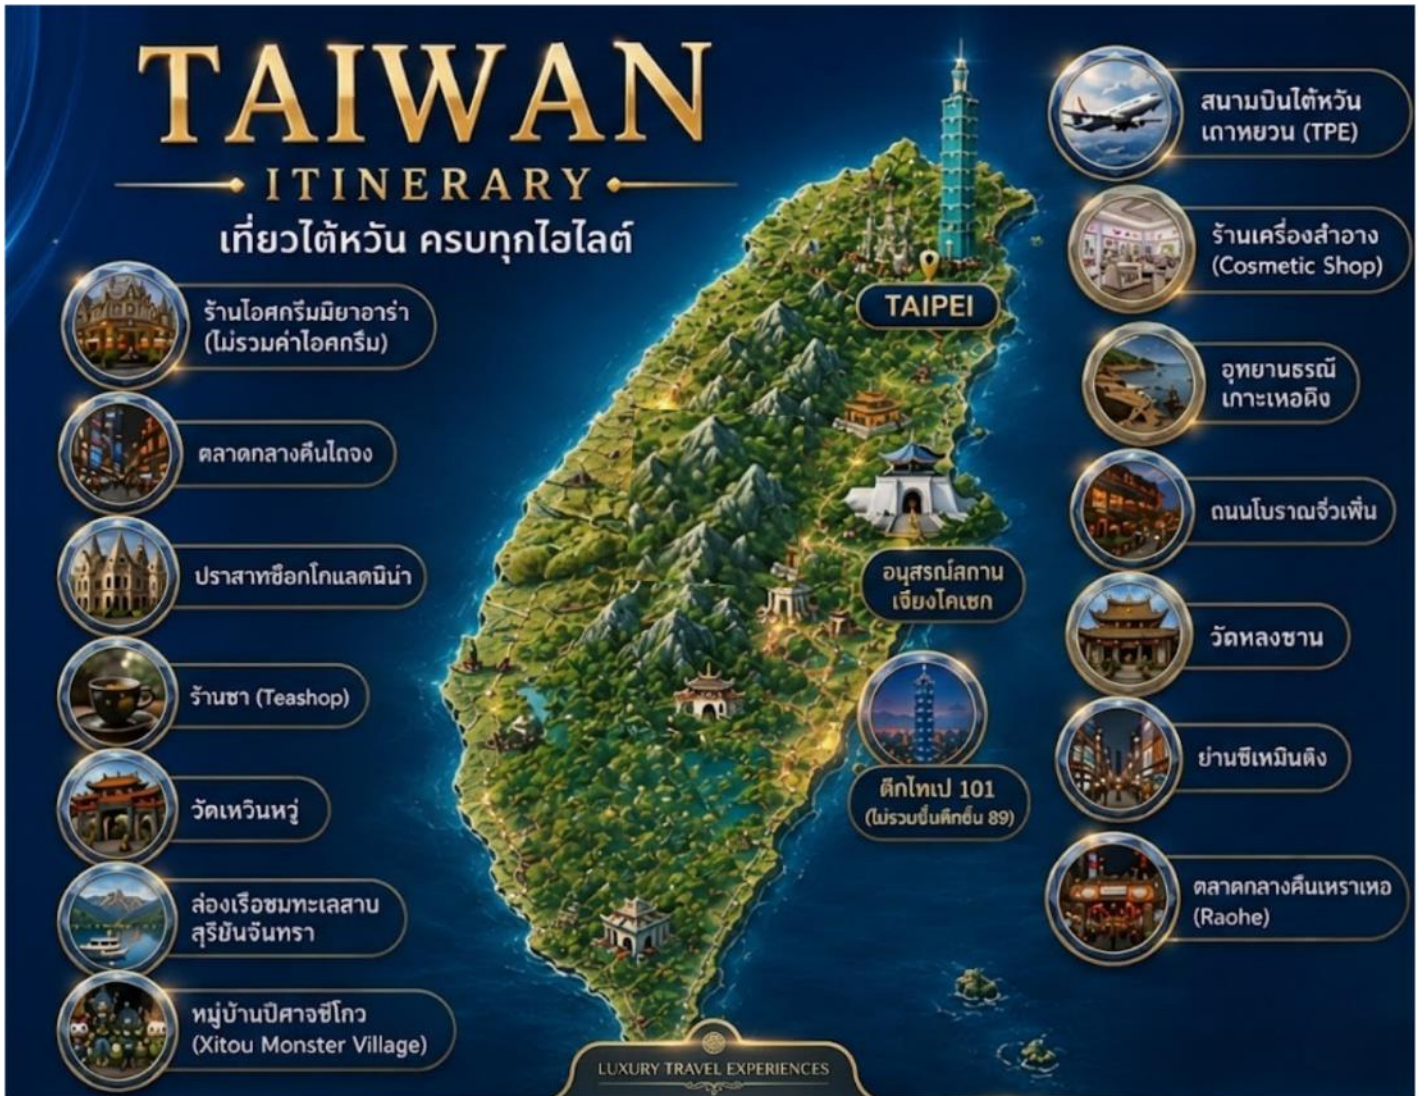 TAIWAN
ITINERARY
เที่ยวไต้หวัน ครบทุกไฮไลต์
ร้านไอศกรีมมิยาอาร่า
(ไม่รวมค่าไอศกรีม)
ตลาดกลางคืนไถจง
ปราสาทช็อกโกแลตนีน่า
ร้านชา (Teashop)
วัดเหวินหวู่
ล่องเรือชมทะเลสาบ
สุริยันจันทรา
หมู่บ้านปีศาจซีโถว
(Xitou Monster Village)
TAIPEI
อนุสรณ์สถาน
เจียงไคเชก
ตึกไทเป 101
(ไม่รวมขึ้นตึกชั้น 89)
สนามบินไต้หวัน
เถาหยวน (TPE)
ร้านเครื่องสำอาง
(Cosmetic Shop)
อุทยานธรณี
เกาะเหอผิง
ถนนโบราณจิ่วเฟิ่น
วัดหลงซาน
ย่านซีเหมินติง
ตลาดกลางคืนเหราเหอ
(Raohe)
LUXURY TRAVEL EXPERIENCES